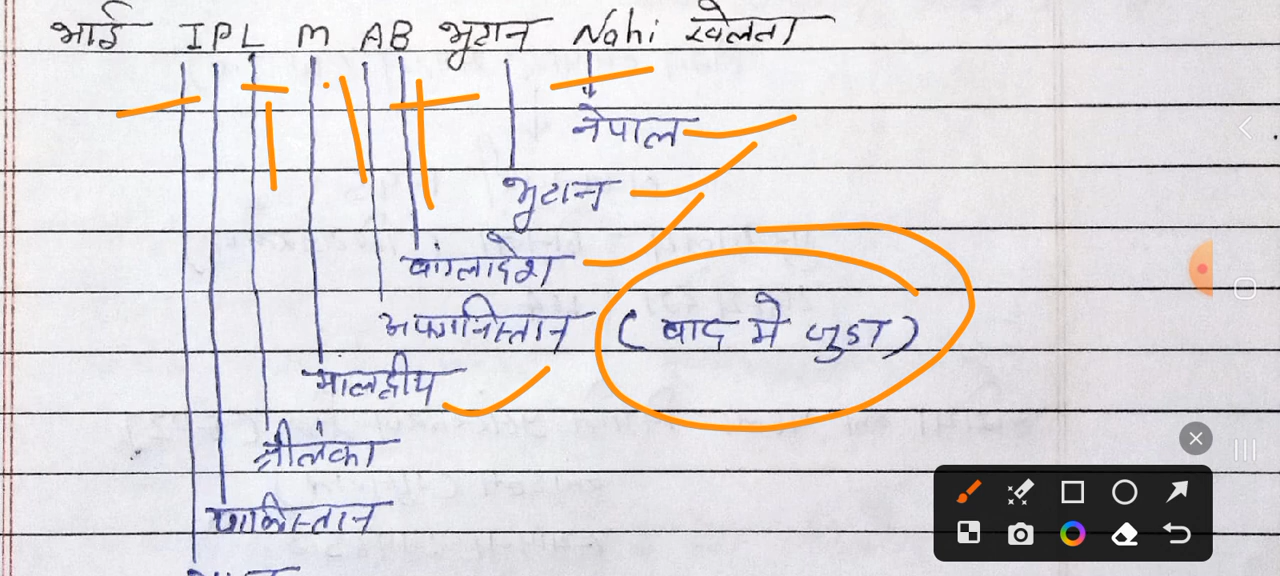 भाई IPL M AB भुटान Nahi खेलता
नेपाल
भुटान
बांग्लादेश
अफगानिस्तान (बाद मे जुडा)
मालद्वीप
श्रीलंका
पाकिस्तान